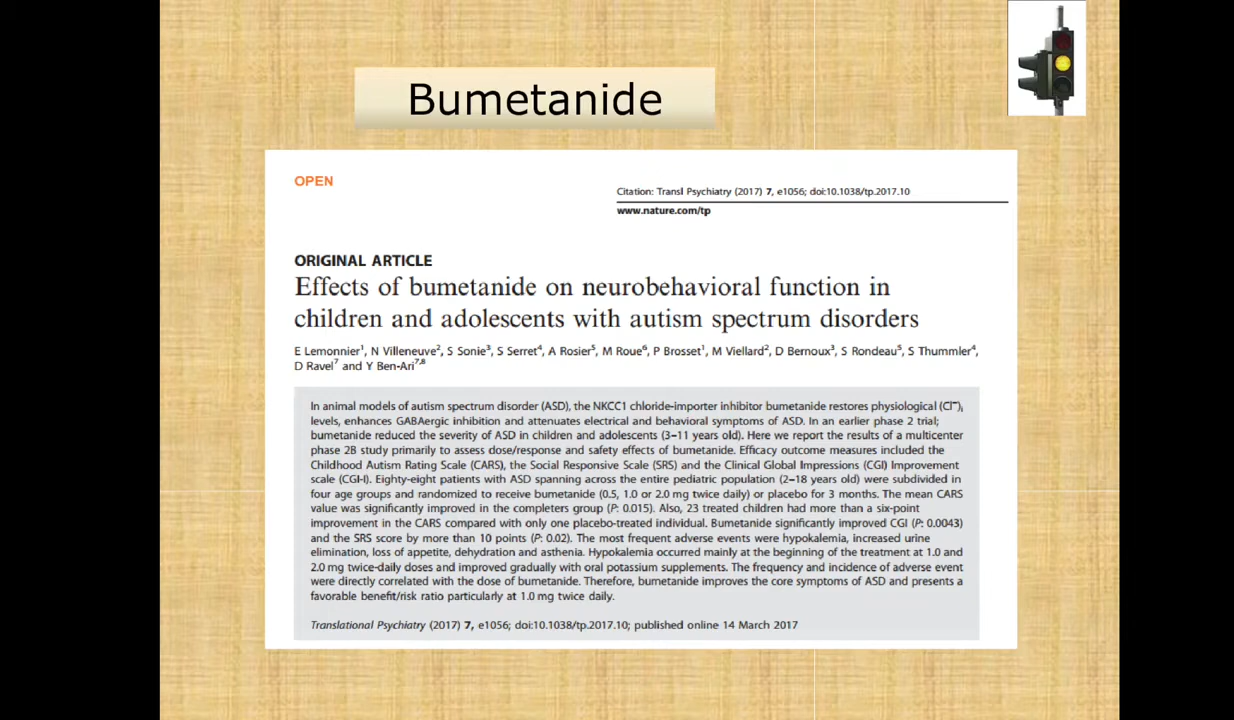 Bumetanide
OPEN
Citation: Transl Psychiatry (2017) 7, e1056; doi:10.1038/tp.2017.10
www.nature.com/tp
ORIGINAL ARTICLE
Effects of bumetanide on neurobehavioral function in
children and adolescents with autism spectrum disorders
E Lemonnier¹, N Villeneuve², S Sonie³, S Serret⁴, A Rosier⁵, M Roue⁶, P Brosset¹, M Viellard², D Bernoux³, S Rondeau⁵, S Thummler⁴,
D Ravel⁷ and Y Ben-Ari⁷,⁸
In animal models of autism spectrum disorder (ASD), the NKCC1 chloride-importer inhibitor bumetanide restores physiological (Cl⁻)ᵢ
levels, enhances GABAergic inhibition and attenuates electrical and behavioral symptoms of ASD. In an earlier phase 2 trial;
bumetanide reduced the severity of ASD in children and adolescents (3–11 years old). Here we report the results of a multicenter
phase 2B study primarily to assess dose/response and safety effects of bumetanide. Efficacy outcome measures included the
Childhood Autism Rating Scale (CARS), the Social Responsive Scale (SRS) and the Clinical Global Impressions (CGI) Improvement
scale (CGI-I). Eighty-eight patients with ASD spanning across the entire pediatric population (2–18 years old) were subdivided in
four age groups and randomized to receive bumetanide (0.5, 1.0 or 2.0 mg twice daily) or placebo for 3 months. The mean CARS
value was significantly improved in the completers group (P: 0.015). Also, 23 treated children had more than a six-point
improvement in the CARS compared with only one placebo-treated individual. Bumetanide significantly improved CGI (P: 0.0043)
and the SRS score by more than 10 points (P: 0.02). The most frequent adverse events were hypokalemia, increased urine
elimination, loss of appetite, dehydration and asthenia. Hypokalemia occurred mainly at the beginning of the treatment at 1.0 and
2.0 mg twice-daily doses and improved gradually with oral potassium supplements. The frequency and incidence of adverse event
were directly correlated with the dose of bumetanide. Therefore, bumetanide improves the core symptoms of ASD and presents a
favorable benefit/risk ratio particularly at 1.0 mg twice daily.
Translational Psychiatry (2017) 7, e1056; doi:10.1038/tp.2017.10; published online 14 March 2017